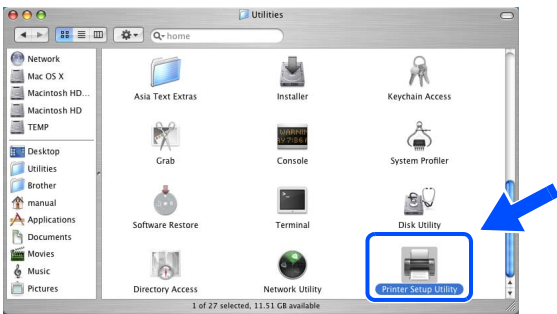 Utilities
home
Network
Mac OS X
Macintosh HD...
Macintosh HD
TEMP
Desktop
Utilities
Brother
manual
Applications
Documents
Movies
Music
Pictures
Asia Text Extras
Installer
Keychain Access
Grab
Console
System Profiler
Software Restore
Terminal
Disk Utility
Directory Access
Network Utility
Printer Setup Utility
1 of 27 selected, 11.51 GB available